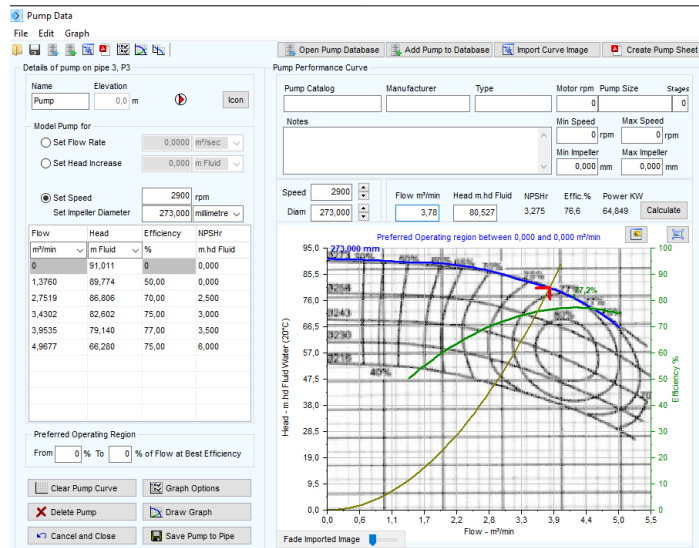 Pump Data
File Edit Graph
Open Pump Database Add Pump to Database Import Curve Image Create Pump Sheet
Details of pump on pipe 3, P3
Name Elevation
Pump 0,0 m Icon
Model Pump for
Set Flow Rate 0,0000 m³/sec
Set Head Increase 0,000 m Fluid
Set Speed 2900 rpm
Set Impeller Diameter 273,000 millimetre
Flow Head Efficiency NPSHr
m³/min m Fluid % m.hd Fluid
0 91,011 0 0,000
1,3760 89,774 50,00 0,000
2,7519 86,806 70,00 2,500
3,4302 82,602 75,00 3,000
3,9535 79,140 77,00 3,500
4,9677 66,280 75,00 6,000
Preferred Operating Region
From 0 % To 0 % of Flow at Best Efficiency
Clear Pump Curve Graph Options
Delete Pump Draw Graph
Cancel and Close Save Pump to Pipe
Pump Performance Curve
Pump Catalog Manufacturer Type Motor rpm Pump Size Stages
0 0
Notes
Min Speed Max Speed
0 rpm 0 rpm
Min Impeller Max Impeller
0,000 mm 0,000 mm
Speed 2900
Diam 273,000
Flow m³/min Head m.hd Fluid NPSHr Effic.% Power KW
3,78 80,527 3,275 76,6 64,849 Calculate
Preferred Operating region between 0,000 and 0,000 m³/min
273,000 mm
Head - m.hd Fluid Water (20°C)
95,0
85,5
76,0
66,5
57,0
47,5
38,0
28,5
19,0
9,5
0,0
100
90
80
70
60
50
40
30
20
10
0
Efficiency %
3243
3230
3216
40%
0,0 0,6 1,1 1,7 2,2 2,8 3,3 3,9 4,4 5,0 5,5
Flow - m³/min
Fade Imported Image